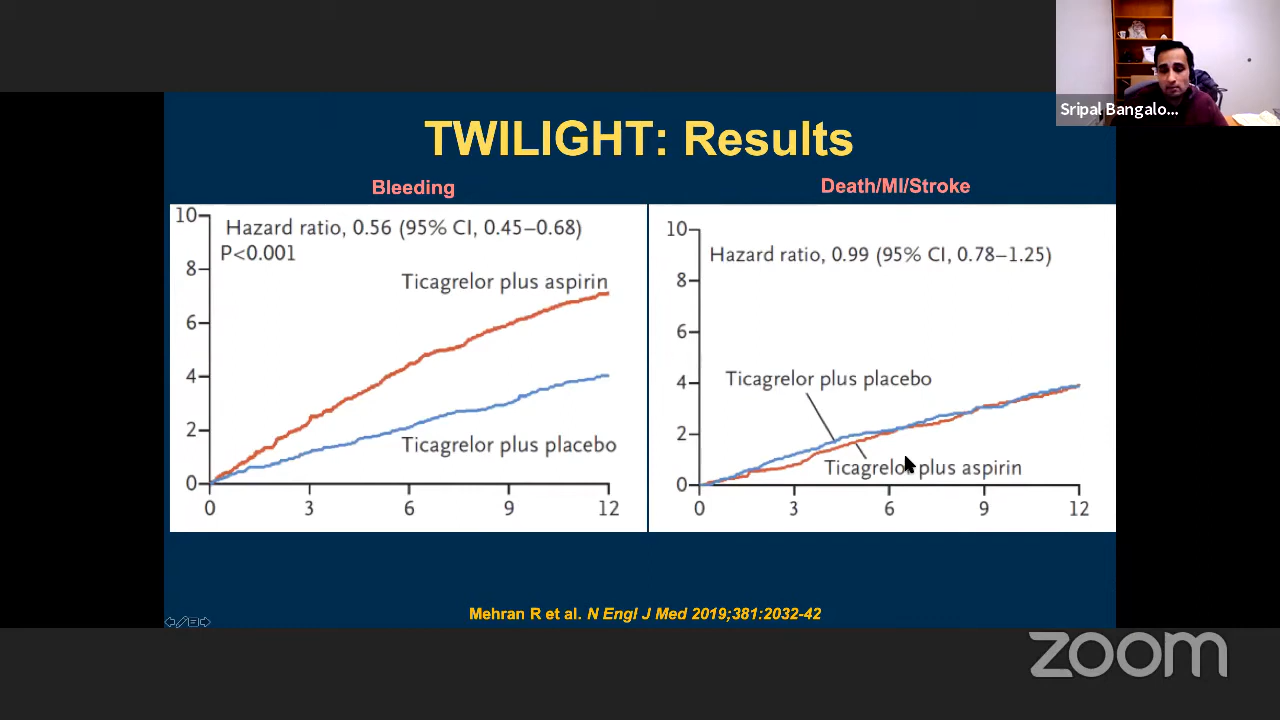 Sripal Bangalo...
TWILIGHT: Results
Bleeding
Death/MI/Stroke
10
8
6
4
2
0
Hazard ratio, 0.56 (95% CI, 0.45–0.68)
P<0.001
Ticagrelor plus aspirin
Ticagrelor plus placebo
0 3 6 9 12
10
8
6
4
2
0
Hazard ratio, 0.99 (95% CI, 0.78–1.25)
Ticagrelor plus placebo
Ticagrelor plus aspirin
0 3 6 9 12
Mehran R et al. N Engl J Med 2019;381:2032-42
zoom